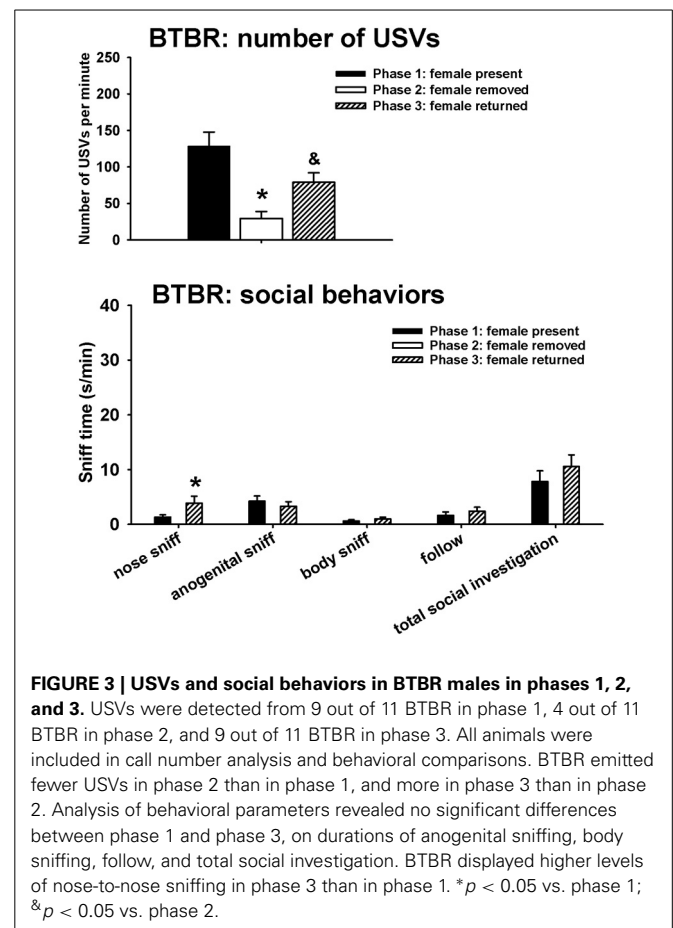 BTBR: number of USVs
250
200
150
100
50
0
Number of USVs per minute
Phase 1: female present
Phase 2: female removed
Phase 3: female returned
*
&
BTBR: social behaviors
40
30
20
10
0
Sniff time (s/min)
Phase 1: female present
Phase 2: female removed
Phase 3: female returned
*
nose sniff
anogenital sniff
body sniff
follow
total social investigation
FIGURE 3 | USVs and social behaviors in BTBR males in phases 1, 2,
and 3. USVs were detected from 9 out of 11 BTBR in phase 1, 4 out of 11
BTBR in phase 2, and 9 out of 11 BTBR in phase 3. All animals were
included in call number analysis and behavioral comparisons. BTBR emitted
fewer USVs in phase 2 than in phase 1, and more in phase 3 than in phase
2. Analysis of behavioral parameters revealed no significant differences
between phase 1 and phase 3, on durations of anogenital sniffing, body
sniffing, follow, and total social investigation. BTBR displayed higher levels
of nose-to-nose sniffing in phase 3 than in phase 1. *p < 0.05 vs. phase 1;
&p < 0.05 vs. phase 2.